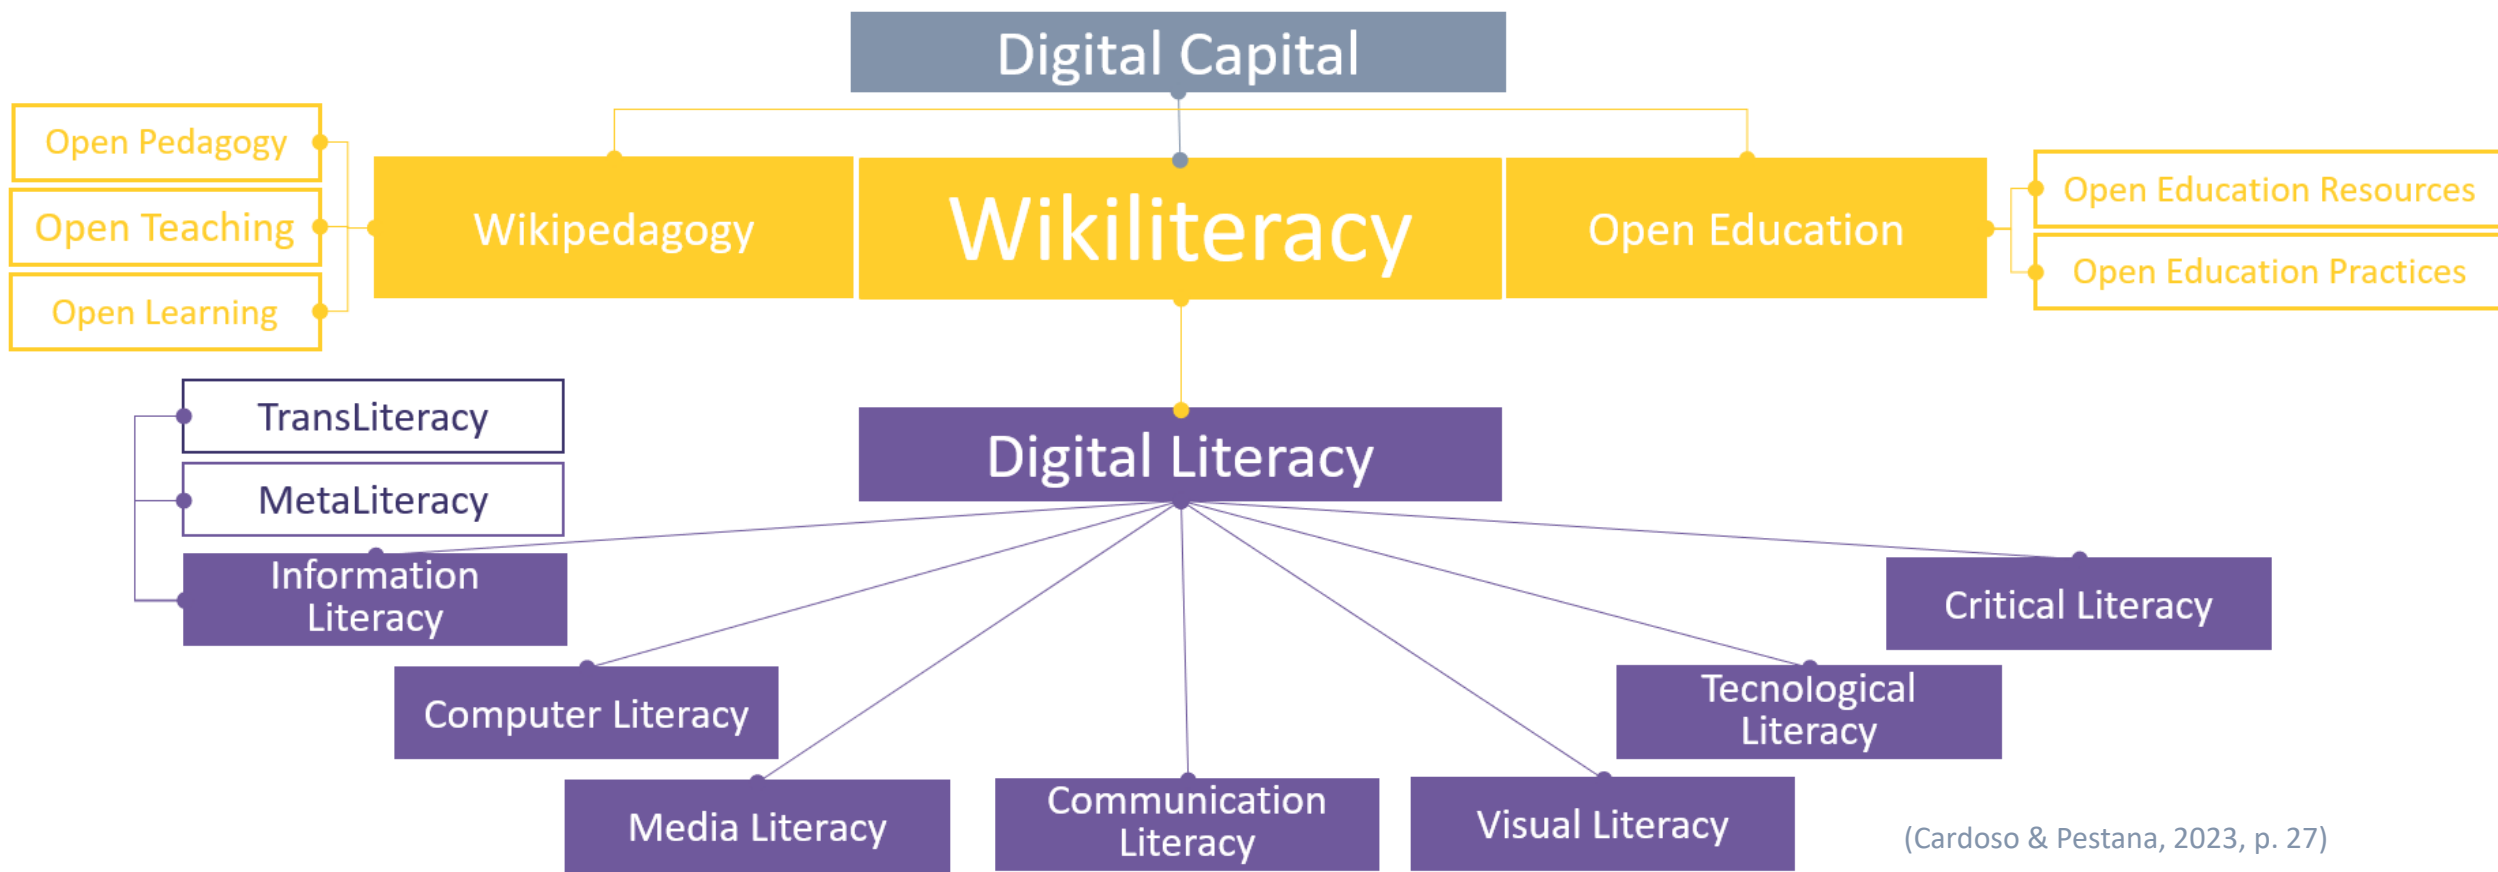 Digital Capital
Open Pedagogy
Open Teaching
Open Learning
Wikipedagogy
Wikiliteracy
Open Education
Open Education Resources
Open Education Practices
TransLiteracy
MetaLiteracy
Digital Literacy
Information
Literacy
Computer Literacy
Media Literacy
Communication
Literacy
Visual Literacy
Tecnological
Literacy
Critical Literacy
(Cardoso & Pestana, 2023, p. 27)